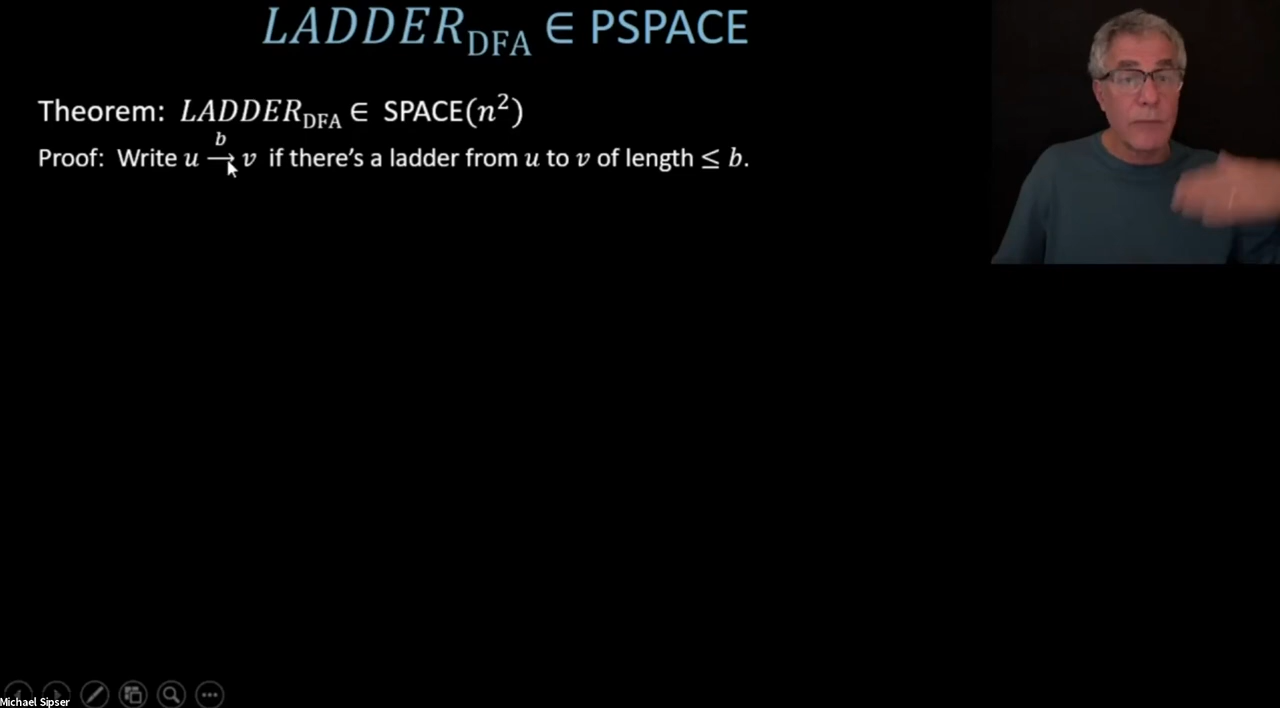 LADDER_DFA ∈ PSPACE
Theorem: LADDER_DFA ∈ SPACE(n²)
Proof: Write u →^b v if there's a ladder from u to v of length ≤ b.
Michael Sipser